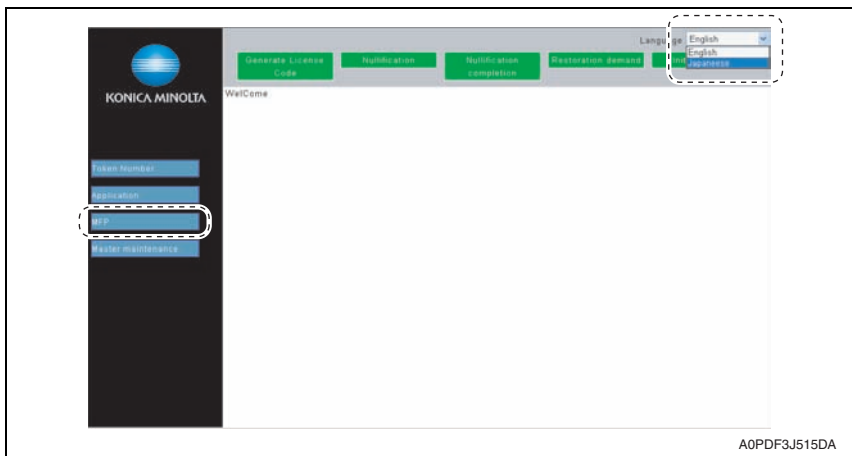 Language English
English
Japaneese
Generate License Code
Nullification
Nullification completion
Restoration demand
KONICA MINOLTA
WelCome
Token Number
Application
MFP
Master maintenance
A0PDF3J515DA